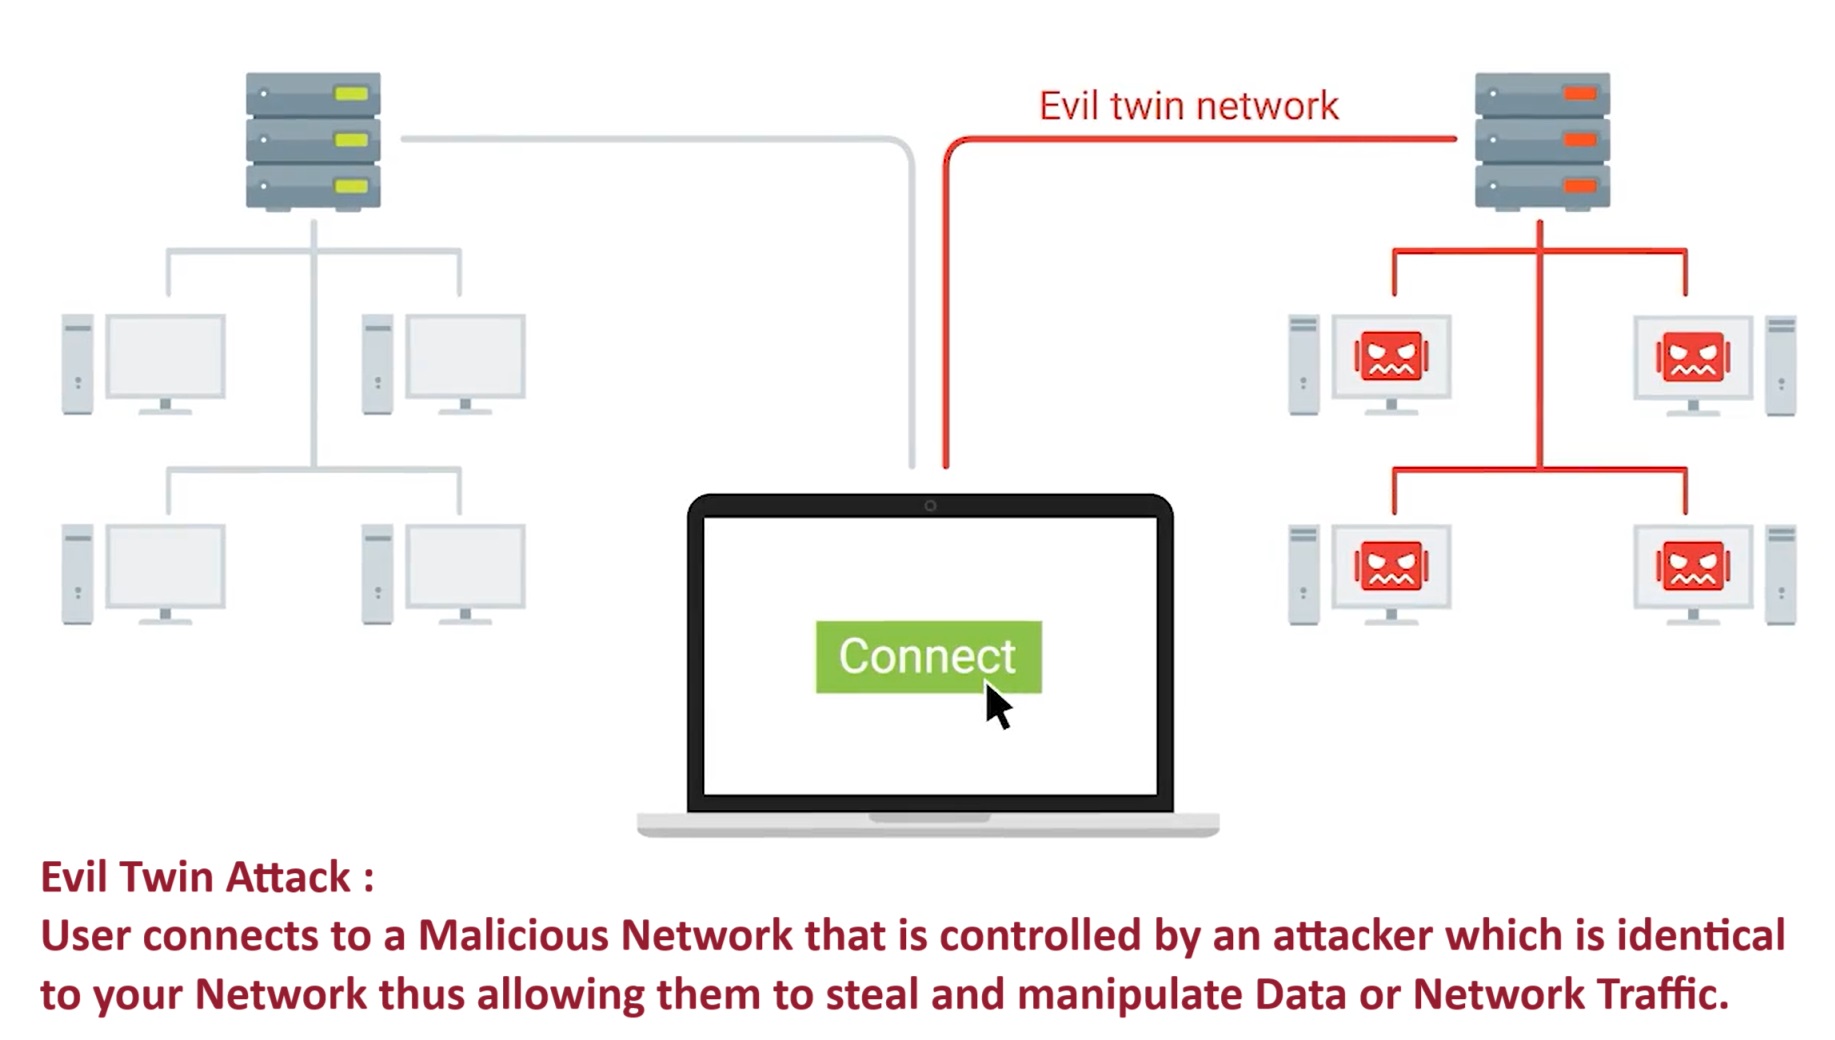 Evil twin network
Connect
Evil Twin Attack :
User connects to a Malicious Network that is controlled by an attacker which is identical
to your Network thus allowing them to steal and manipulate Data or Network Traffic.